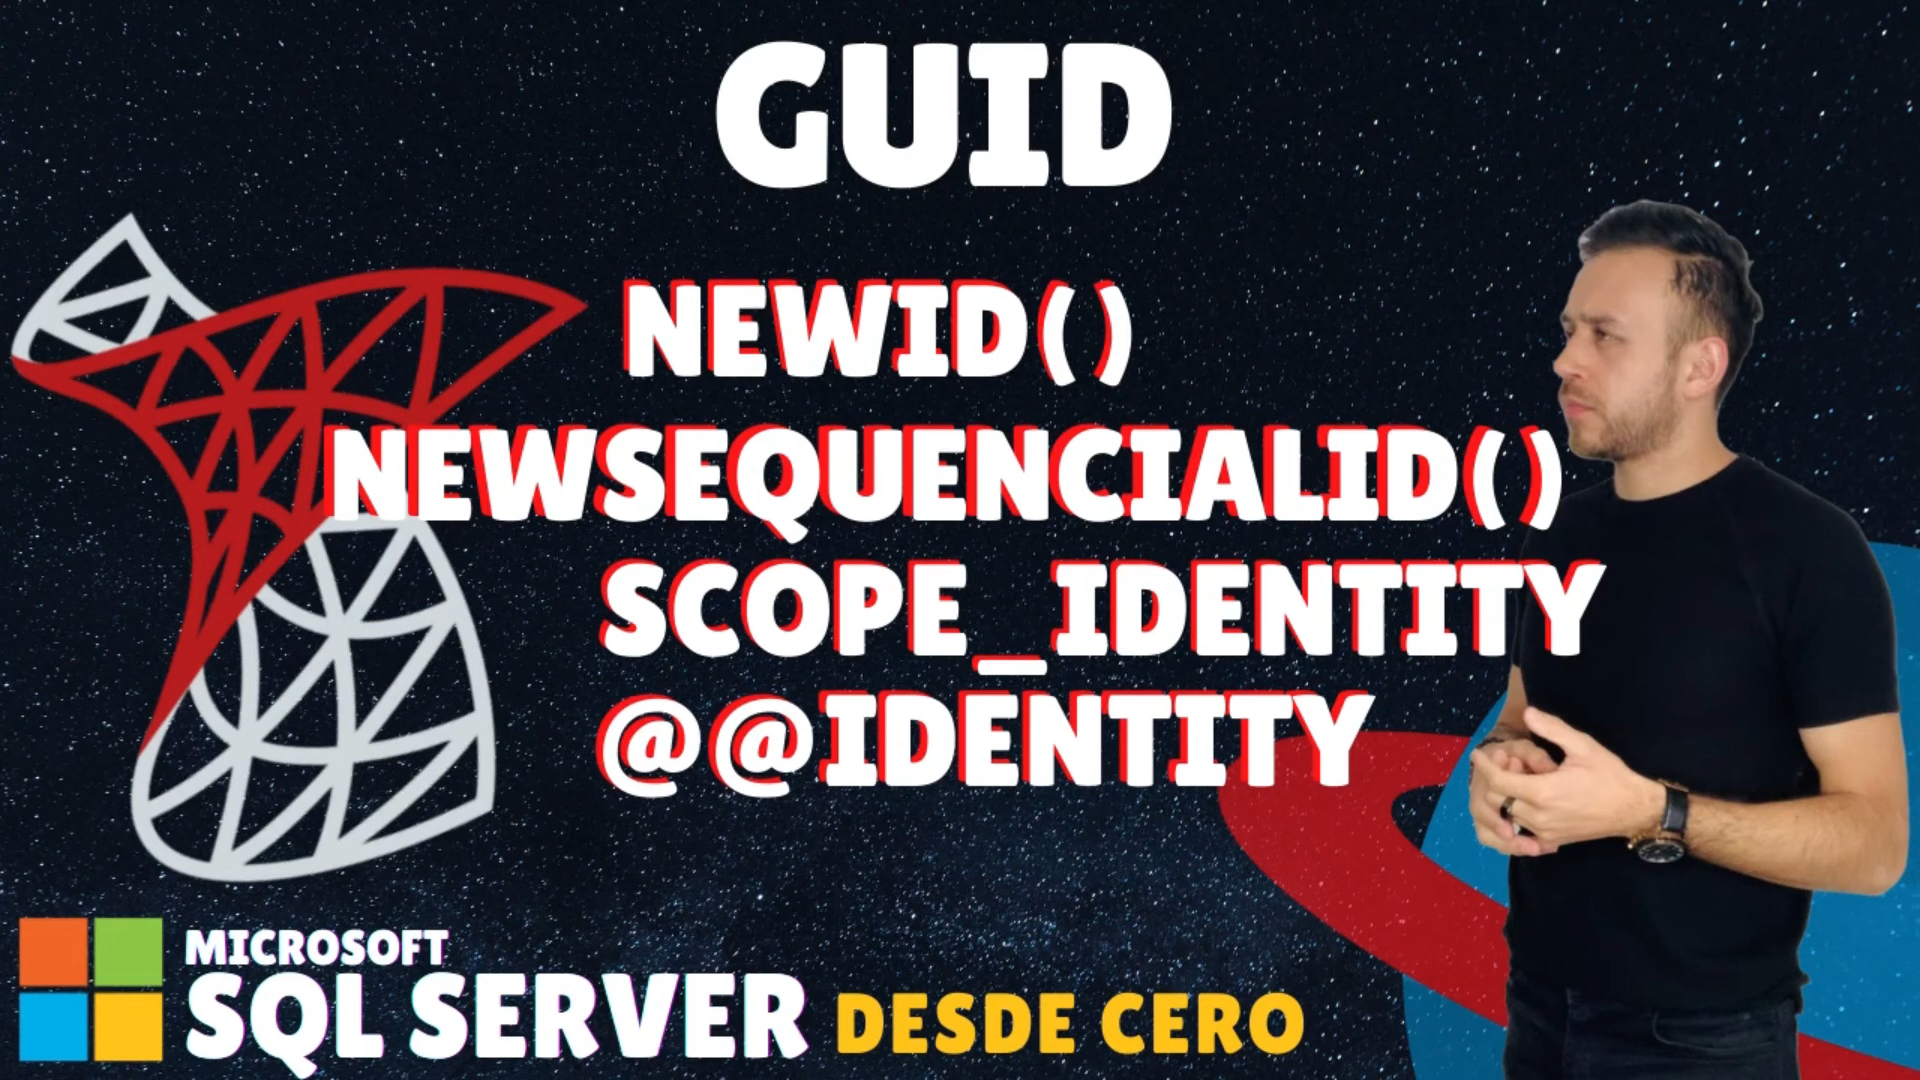 GUID
NEWID()
NEWSEQUENCIALID()
SCOPE_IDENTITY
@@IDENTITY
MICROSOFT
SQL SERVER DESDE CERO